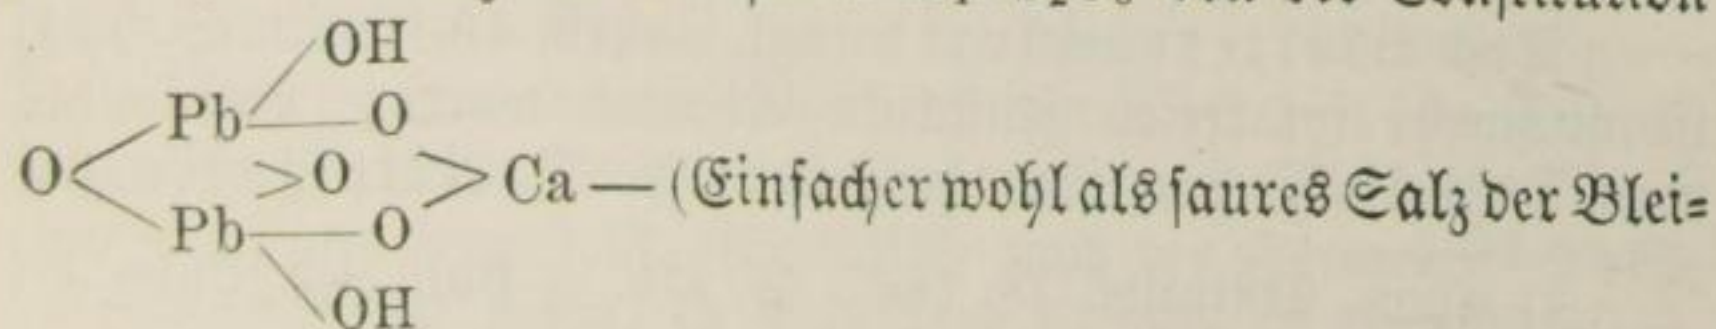 OH
Pb O
O >O >Ca — (Einfacher wohl als saures Salz der Blei=
Pb O
OH